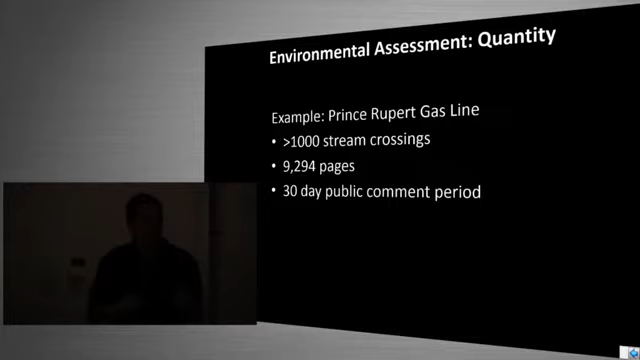 Environmental Assessment: Quantity
Example: Prince Rupert Gas Line
• >1000 stream crossings
• 9,294 pages
• 30 day public comment period